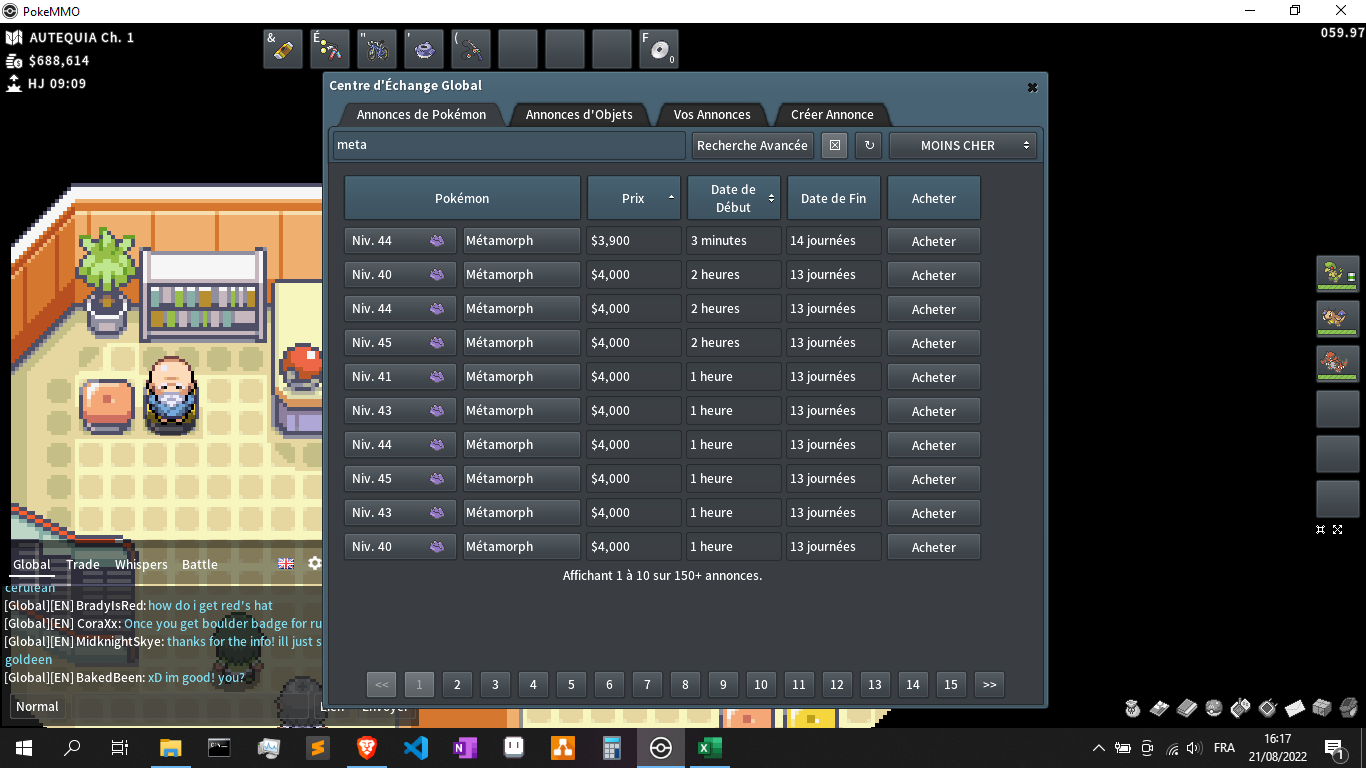 PokeMMO
AUTEQUIA Ch. 1
$688,614
HJ 09:09
& É " ' ( F 0
059.97
Centre d'Échange Global
Annonces de Pokémon Annonces d'Objets Vos Annonces Créer Annonce
meta Recherche Avancée MOINS CHER
Pokémon Prix Date de Début Date de Fin Acheter
Niv. 44 Métamorph $3,900 3 minutes 14 journées Acheter
Niv. 40 Métamorph $4,000 2 heures 13 journées Acheter
Niv. 44 Métamorph $4,000 2 heures 13 journées Acheter
Niv. 45 Métamorph $4,000 2 heures 13 journées Acheter
Niv. 41 Métamorph $4,000 1 heure 13 journées Acheter
Niv. 43 Métamorph $4,000 1 heure 13 journées Acheter
Niv. 44 Métamorph $4,000 1 heure 13 journées Acheter
Niv. 45 Métamorph $4,000 1 heure 13 journées Acheter
Niv. 43 Métamorph $4,000 1 heure 13 journées Acheter
Niv. 40 Métamorph $4,000 1 heure 13 journées Acheter
Affichant 1 à 10 sur 150+ annonces.
<< 1 2 3 4 5 6 7 8 9 10 11 12 13 14 15 >>
Global Trade Whispers Battle
cerulean
[Global][EN] BradyIsRed: how do i get red's hat
[Global][EN] CoraXx: Once you get boulder badge for ru
[Global][EN] MidknightSkye: thanks for the info! ill just s
goldeen
[Global][EN] BakedBeen: xD im good! you?
Normal Lien Envoyer
FRA
16:17
21/08/2022
1